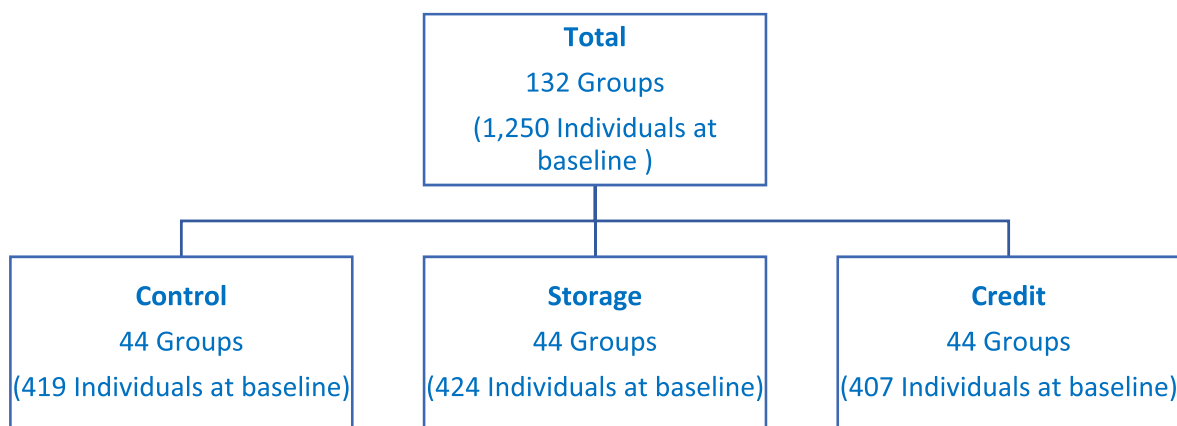 Total
132 Groups
(1,250 Individuals at
baseline )
Control
44 Groups
(419 Individuals at baseline)
Storage
44 Groups
(424 Individuals at baseline)
Credit
44 Groups
(407 Individuals at baseline)